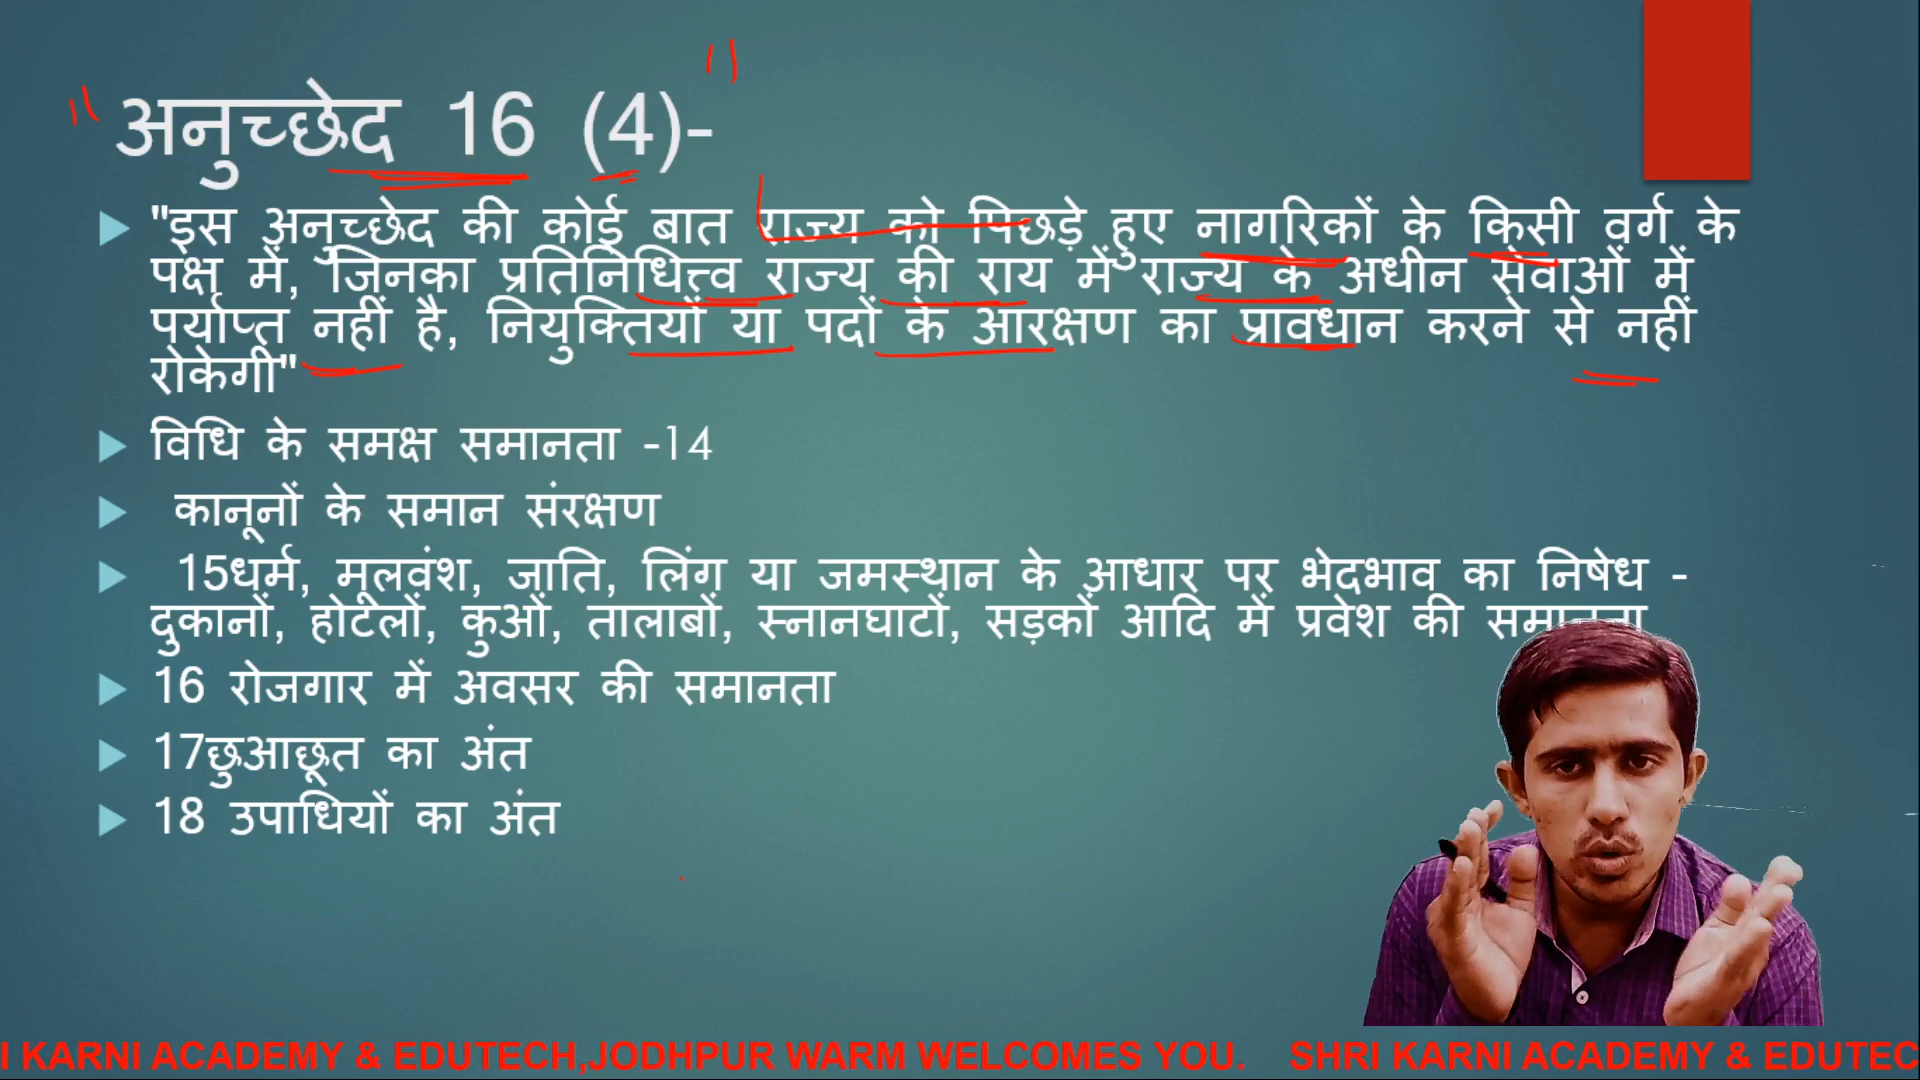 अनुच्छेद 16 (4)-
"इस अनुच्छेद की कोई बात राज्य को पिछड़े हुए नागरिकों के किसी वर्ग के
पक्ष में, जिनका प्रतिनिधित्त्व राज्य की राय में राज्य के अधीन सेवाओं में
पर्याप्त नहीं है, नियुक्तियों या पदों के आरक्षण का प्रावधान करने से नहीं
रोकेगी"
विधि के समक्ष समानता -14
कानूनों के समान संरक्षण
15धर्म, मूलवंश, जाति, लिंग या जमस्थान के आधार पर भेदभाव का निषेध -
दुकानों, होटलों, कुओं, तालाबों, स्नानघाटों, सड़कों आदि में प्रवेश की समानता
16 रोजगार में अवसर की समानता
17छुआछूत का अंत
18 उपाधियों का अंत
I KARNI ACADEMY & EDUTECH,JODHPUR WARM WELCOMES YOU. SHRI KARNI ACADEMY & EDUTEC